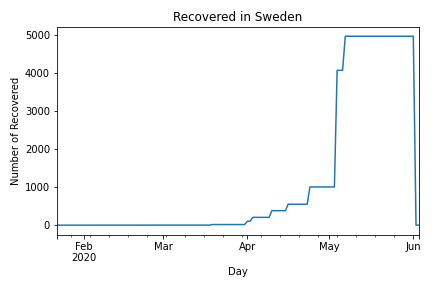 Recovered in Sweden
5000
4000
3000
2000
1000
0
Number of Recovered
Feb
2020
Mar
Apr
May
Jun
Day